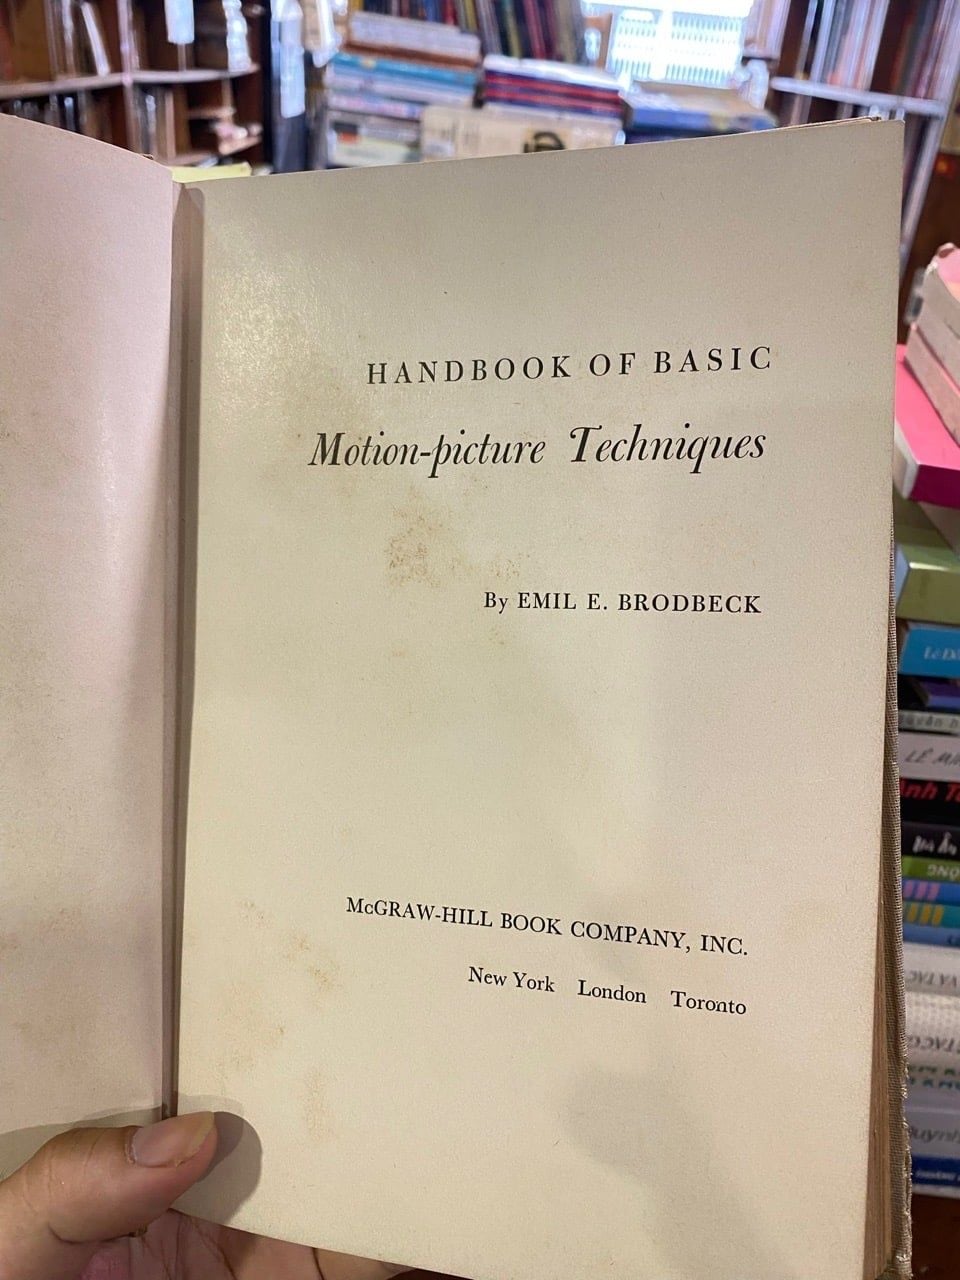 HANDBOOK OF BASIC
Motion-picture Techniques
By EMIL E. BRODBECK
McGRAW-HILL BOOK COMPANY, INC.
New York London Toronto